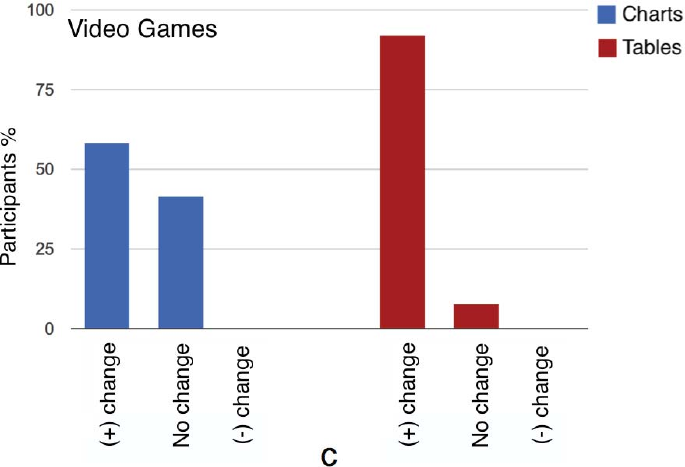 Video Games
Charts
Tables
Participants %
100
75
50
25
0
(+) change
No change
(-) change
(+) change
No change
(-) change
C